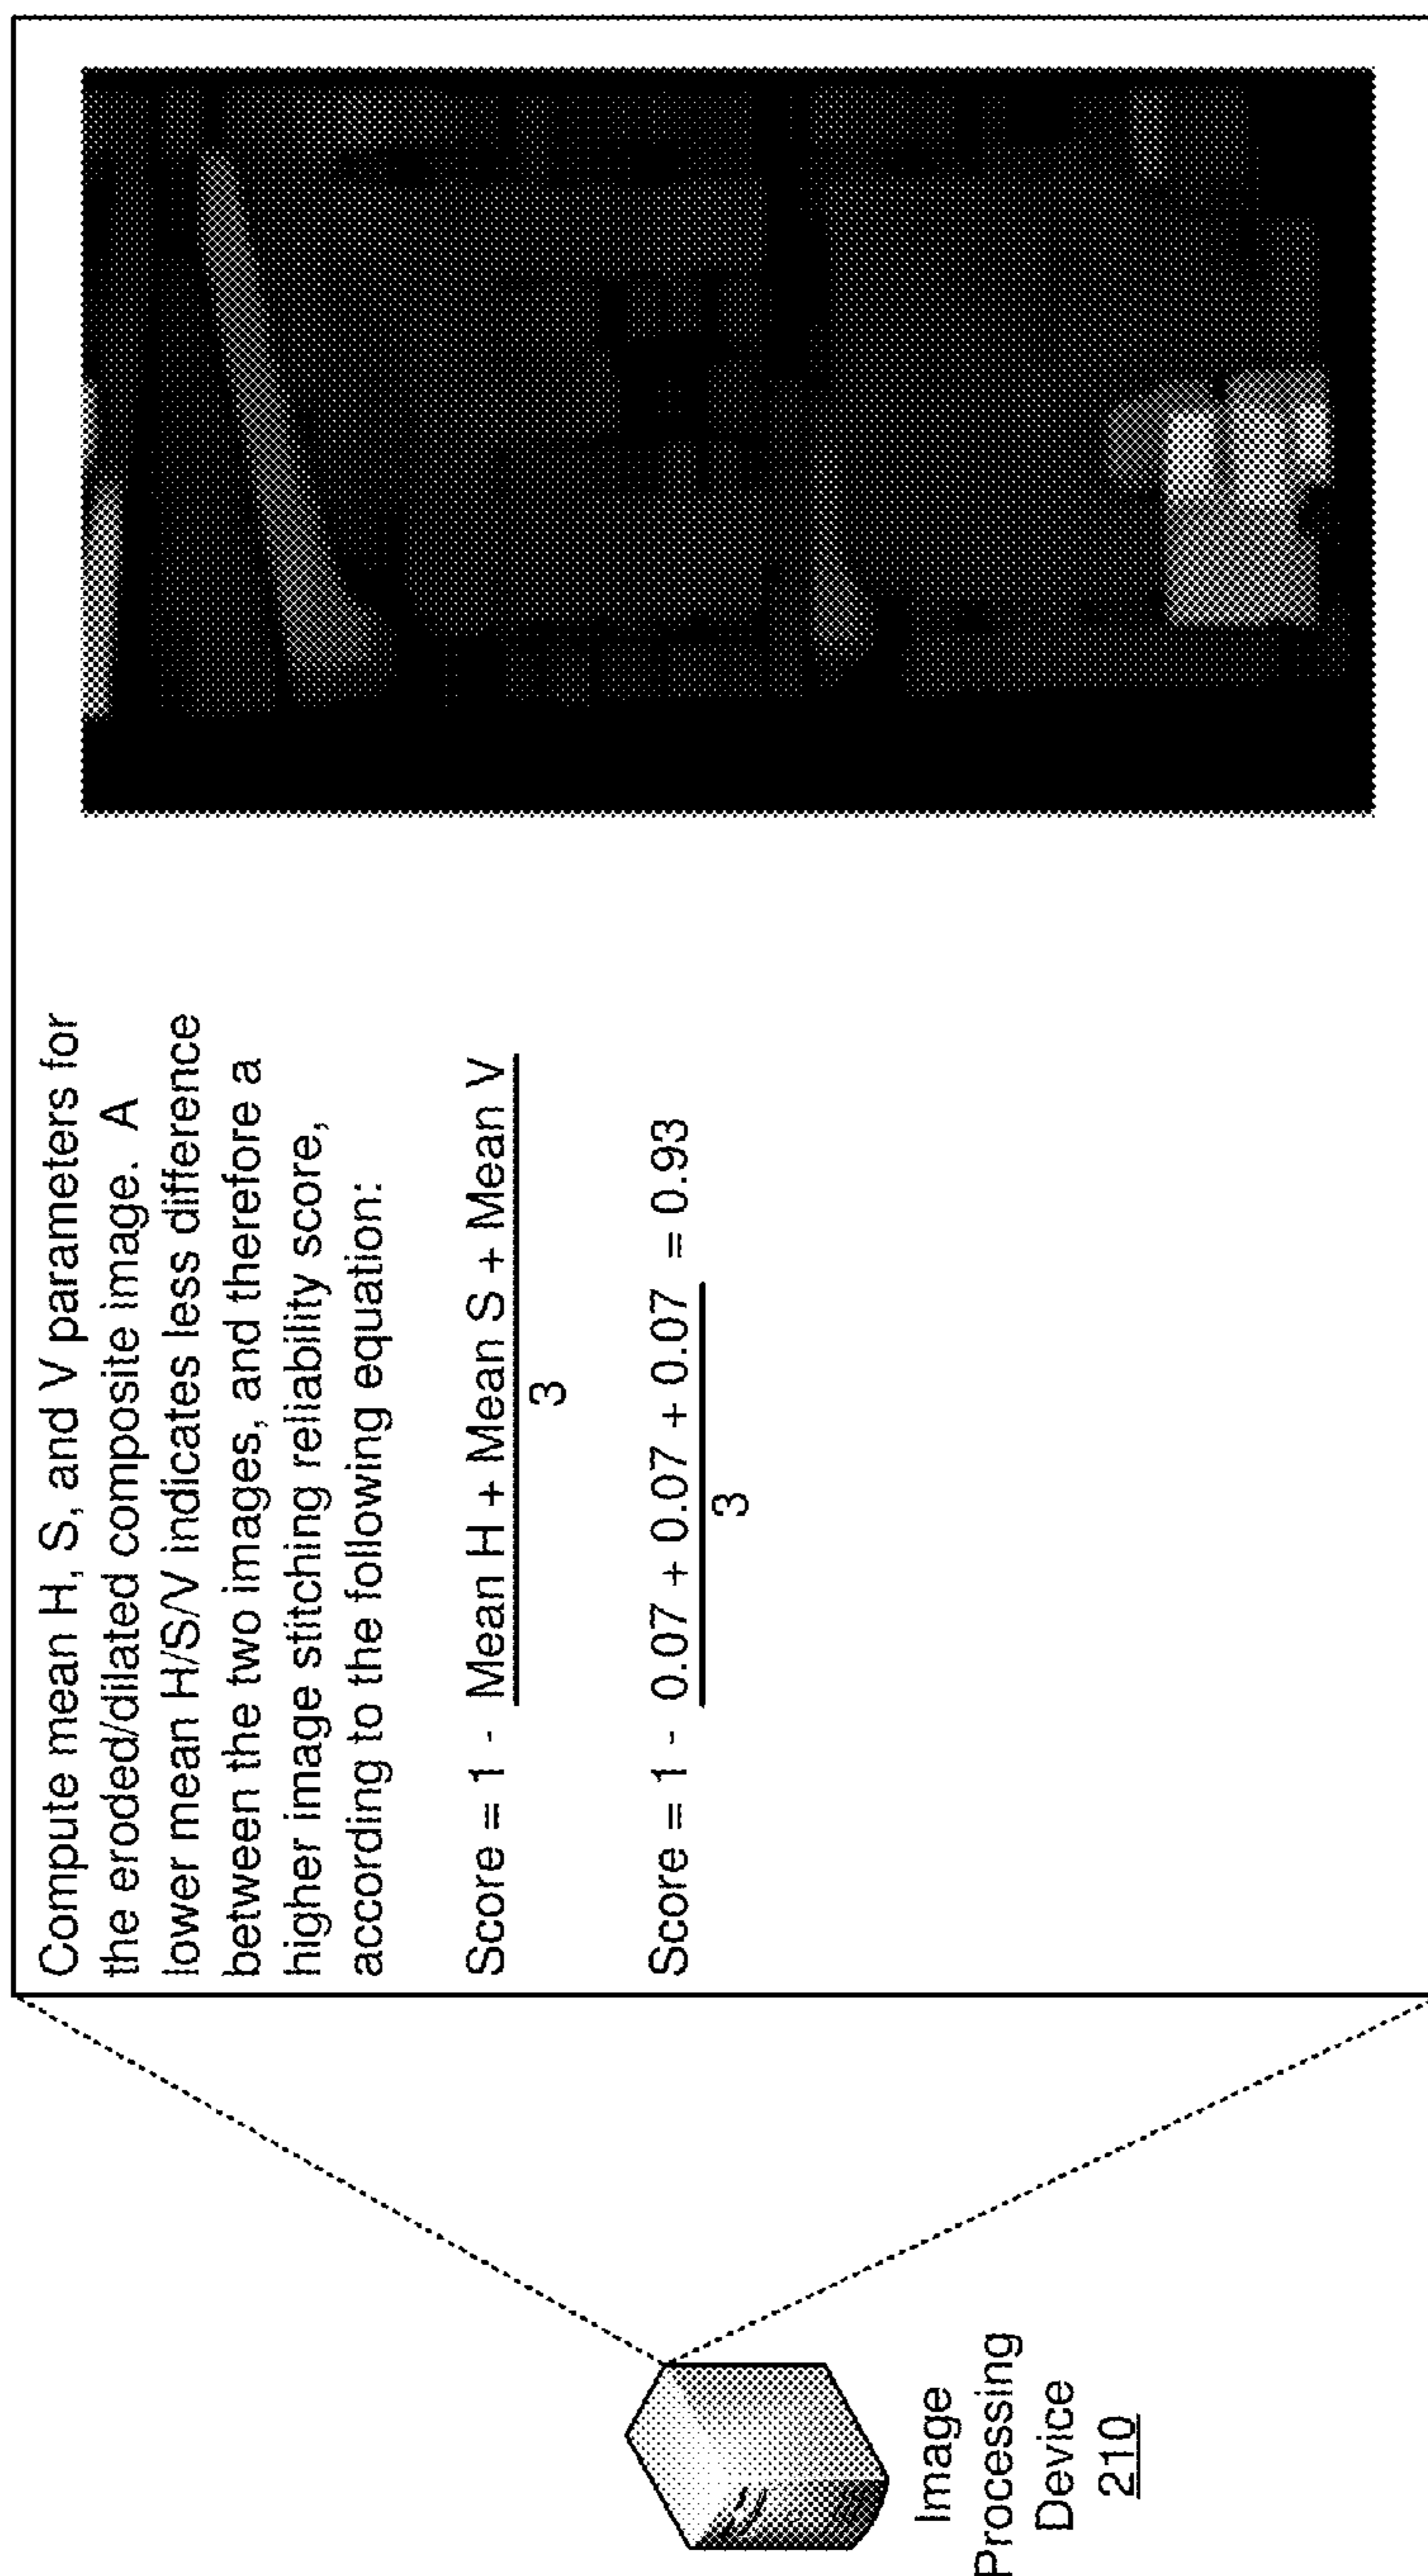 Compute mean H, S, and V parameters for
the eroded/dilated composite image. A
lower mean H/S/V indicates less difference
between the two images, and therefore a
higher image stitching reliability score,
according to the following equation:
Score = 1 - Mean H + Mean S + Mean V
3
Score = 1 - 0.07 + 0.07 + 0.07 = 0.93
3
Image
Processing
Device
210